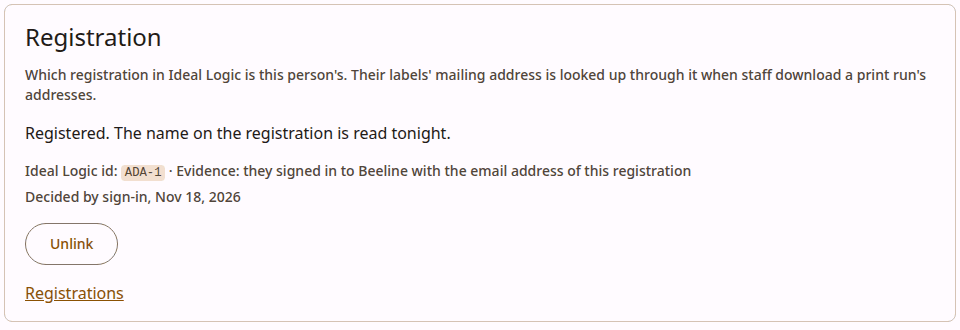 Registration
Which registration in Ideal Logic is this person's. Their labels' mailing address is looked up through it when staff download a print run's
addresses.
Registered. The name on the registration is read tonight.
Ideal Logic id: ADA-1 · Evidence: they signed in to Beeline with the email address of this registration
Decided by sign-in, Nov 18, 2026
Unlink
Registrations